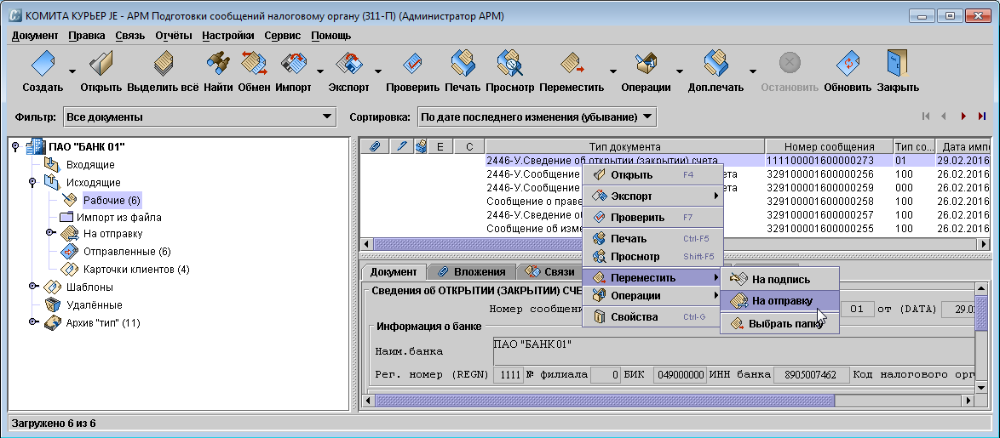 КОМИТА КУРЬЕР JE - АРМ Подготовки сообщений налоговому органу (311-П) (Администратор АРМ)
Документ Правка Связь Отчёты Настройки Сервис Помощь
Создать Открыть Выделить всё Найти Обмен Импорт Экспорт Проверить Печать Просмотр Переместить Операции Доп.печать Остановить Обновить Закрыть
Фильтр: Все документы Сортировка: По дате последнего изменения (убывание)
ПАО "БАНК 01"
Входящие
Исходящие
Рабочие (6)
Импорт из файла
На отправку
Отправленные (6)
Карточки клиентов (4)
Шаблоны
Удалённые
Архив "тип" (11)
E C Тип документа Номер сообщения Тип со... Дата импо
2446-У.Сведение об открытии (закрытии) счета 1111000001600000273 01 29.02.2016
2446-У.Сообщение ета 329100001600000256 100 26.02.2016
2446-У.Сообщение ета 329100001600000259 000 26.02.2016
Сообщение о праве 329100001600000258 100 26.02.2016
2446-У.Сведение об 329100001600000257 100 26.02.2016
Сообщение об изме 329100001600000255 100 26.02.2016
Открыть F4
Экспорт
Проверить F7
Печать Ctrl-F5
Просмотр Shift-F5
Переместить
Операции
Свойства Ctrl-G
На подпись
На отправку
Выбрать папку
Документ Вложения Связи
Сведения об ОТКРЫТИИ (ЗАКРЫТИИ) СЧЕ
Номер сообщени 01 от (DATA) 29.0
Информация о банке
Наим.банка ПАО "БАНК 01"
Рег. номер (REGN) 1111 № филиала 0 БИК 049000000 ИНН банка 8905007462 Код налогового орг
Загружено 6 из 6